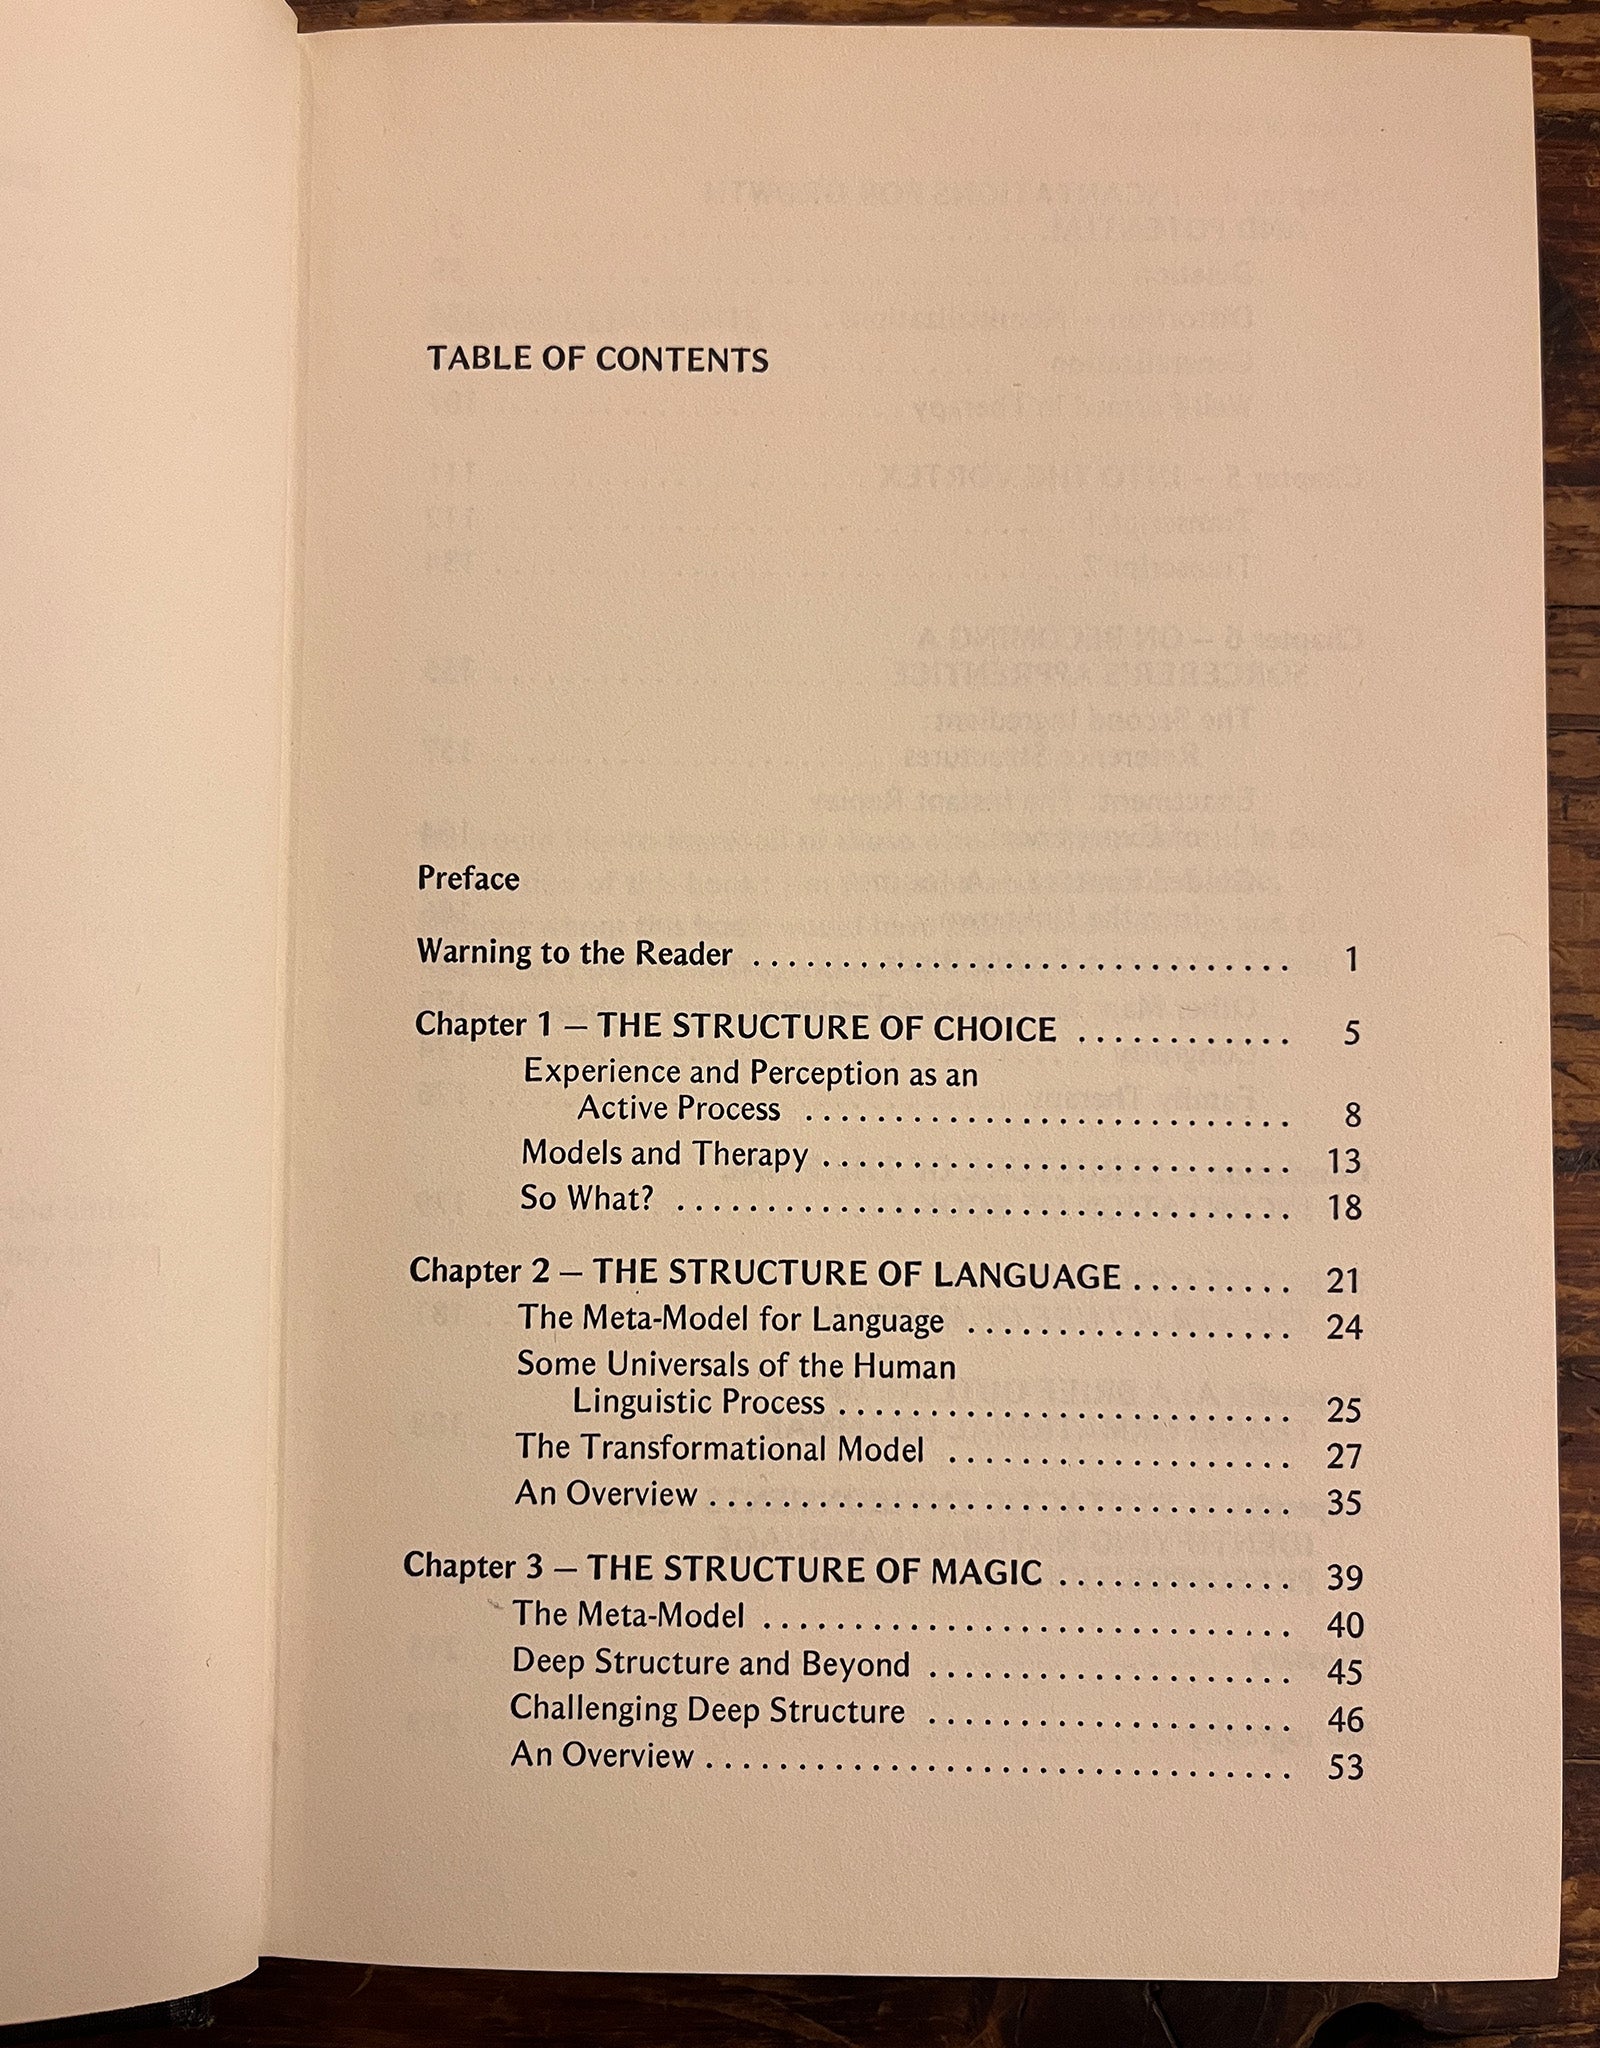 TABLE OF CONTENTS
Preface
Warning to the Reader .............................. 1
Chapter 1 – THE STRUCTURE OF CHOICE ............ 5
Experience and Perception as an
Active Process ........................... 8
Models and Therapy .......................... 13
So What? .................................. 18
Chapter 2 – THE STRUCTURE OF LANGUAGE ......... 21
The Meta-Model for Language .................. 24
Some Universals of the Human
Linguistic Process ......................... 25
The Transformational Model ................... 27
An Overview ................................ 35
Chapter 3 – THE STRUCTURE OF MAGIC ............. 39
The Meta-Model ............................. 40
Deep Structure and Beyond .................... 45
Challenging Deep Structure .................... 46
An Overview ................................ 53